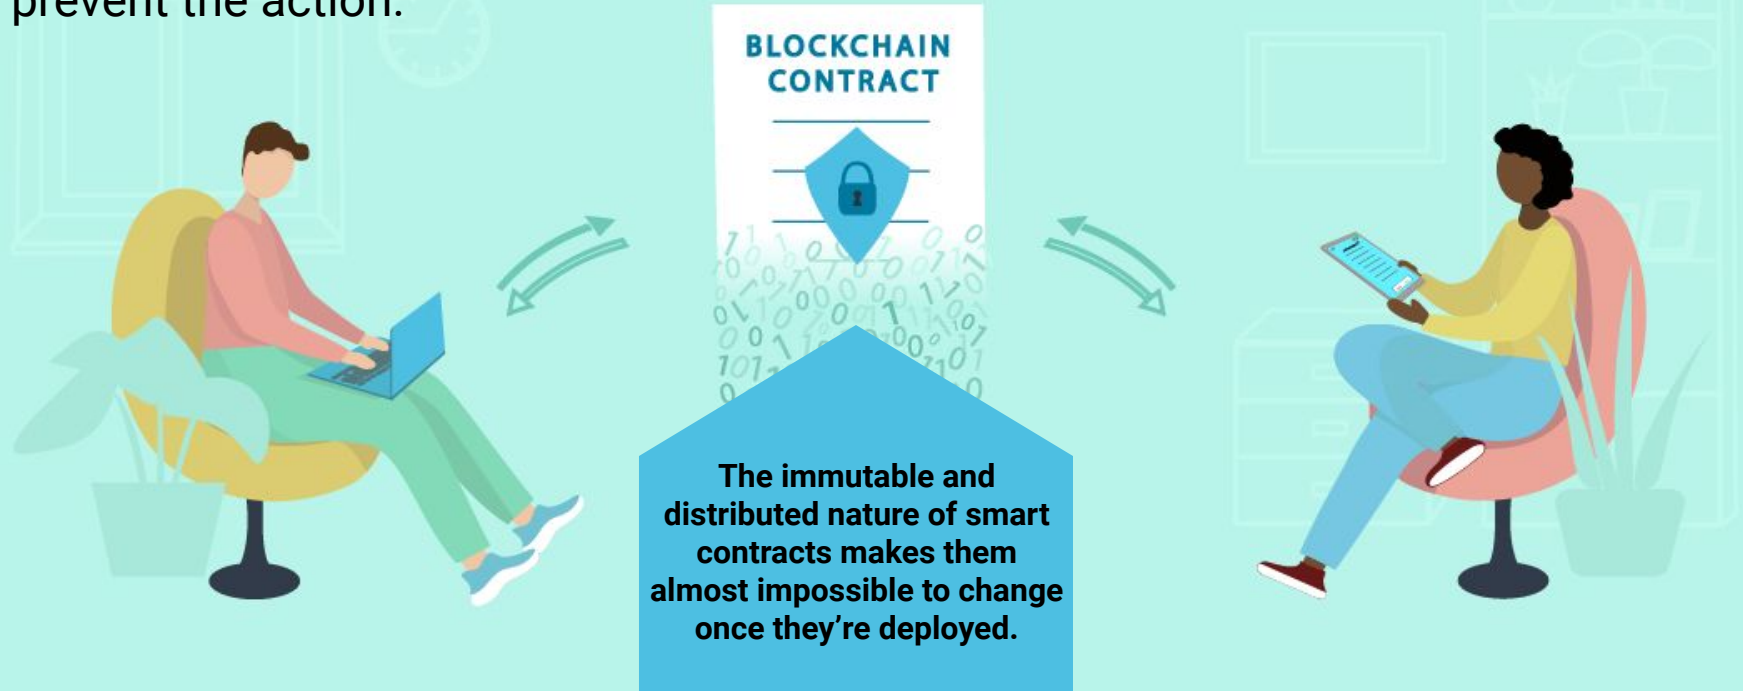 prevent the action.
BLOCKCHAIN
CONTRACT
The immutable and
distributed nature of smart
contracts makes them
almost impossible to change
once they’re deployed.